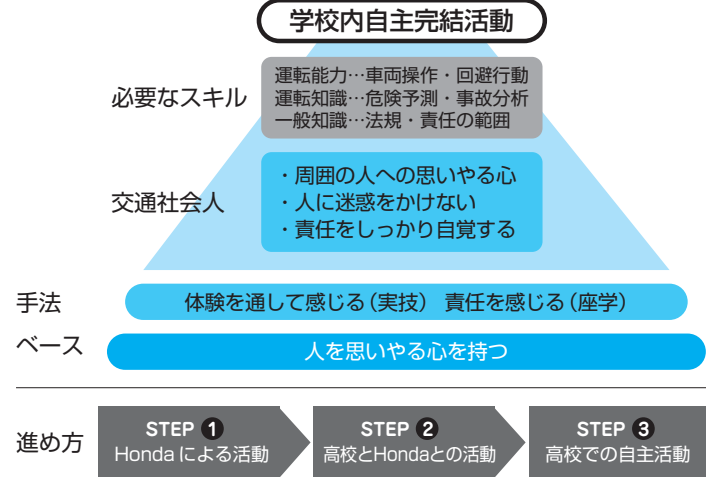 学校内自主完結活動
必要なスキル
運転能力…車両操作・回避行動
運転知識…危険予測・事故分析
一般知識…法規・責任の範囲
交通社会人
・周囲の人への思いやる心
・人に迷惑をかけない
・責任をしっかり自覚する
手法
体験を通して感じる（実技） 責任を感じる（座学）
ベース
人を思いやる心を持つ
進め方
STEP ❶
Honda による活動
STEP ❷
高校とHondaとの活動
STEP ❸
高校での自主活動